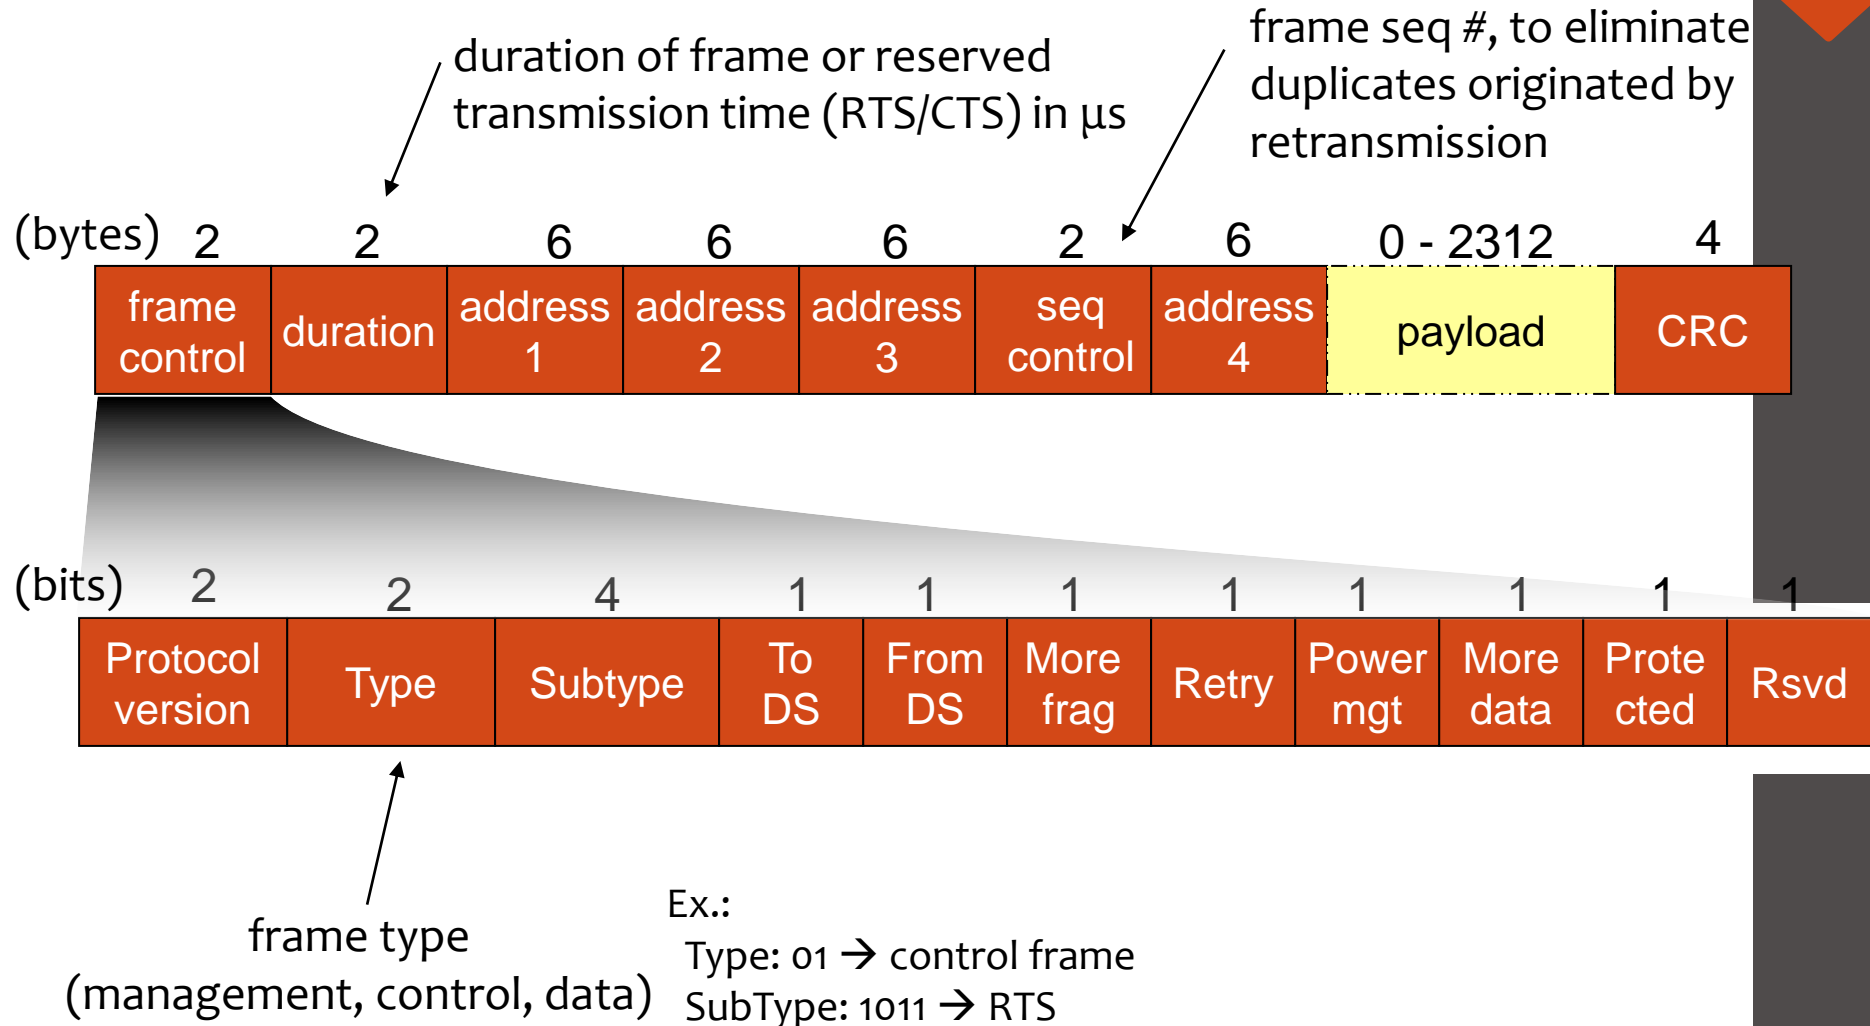 duration of frame or reserved
transmission time (RTS/CTS) in µs
frame seq #, to eliminate
duplicates originated by
retransmission
(bytes) 2 2 6 6 6 2 6 0 - 2312 4
frame
control
duration
address
1
address
2
address
3
seq
control
address
4
payload
CRC
(bits) 2 2 4 1 1 1 1 1 1 1 1
Protocol
version
Type
Subtype
To
DS
From
DS
More
frag
Retry
Power
mgt
More
data
Prote
cted
Rsvd
frame type
(management, control, data)
Ex.:
Type: 01 → control frame
SubType: 1011 → RTS